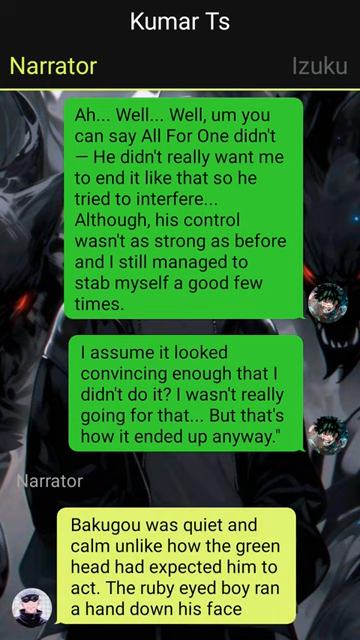 Kumar Ts
Narrator
Izuku
Ah... Well... Well, um you
can say All For One didn't
— He didn't really want me
to end it like that so he
tried to interfere...
Although, his control
wasn't as strong as before
and I still managed to
stab myself a good few
times.
I assume it looked
convincing enough that I
didn't do it? I wasn't really
going for that... But that's
how it ended up anyway."
Narrator
Bakugou was quiet and
calm unlike how the green
head had expected him to
act. The ruby eyed boy ran
a hand down his face